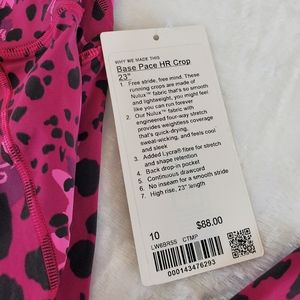 WHY WE MADE THIS
Base Pace HR Crop
23"
1. Free stride, free mind. These
running crops are made of
Nulux™ fabric that's so smooth
and lightweight, you might feel
like you can run forever
2. Our Nulux™ fabric with
engineered four-way stretch
provides weightless coverage
that's quick-drying,
sweat-wicking, and feels cool
and sleek
3. Added Lycra® fibre for stretch
and shape retention
4. Back drop-in pocket
5. Continuous drawcord
6. No inseam for a smooth stride
7. High rise, 23" length
10
$88.00
LW6BRSS CTMP
000143476293